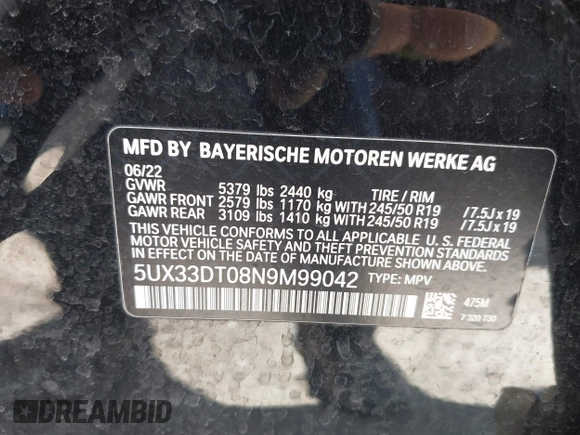 MFD BY BAYERISCHE MOTOREN WERKE AG
06/22
GVWR 5379 lbs 2440 kg TIRE / RIM
GAWR FRONT 2579 lbs 1170 kg WITH 245/50 R19 /7.5J x 19
GAWR REAR 3109 lbs 1410 kg WITH 245/50 R19 /7.5J x 19
THIS VEHICLE CONFORMS TO ALL APPLICABLE U. S. FEDERAL
MOTOR VEHICLE SAFETY AND THEFT PREVENTION STANDARDS
IN EFFECT ON THE DATE OF MANUFACTURE SHOWN ABOVE.
5UX33DT08N9M99042 TYPE: MPV
475M
7 320 730
DREAMBID